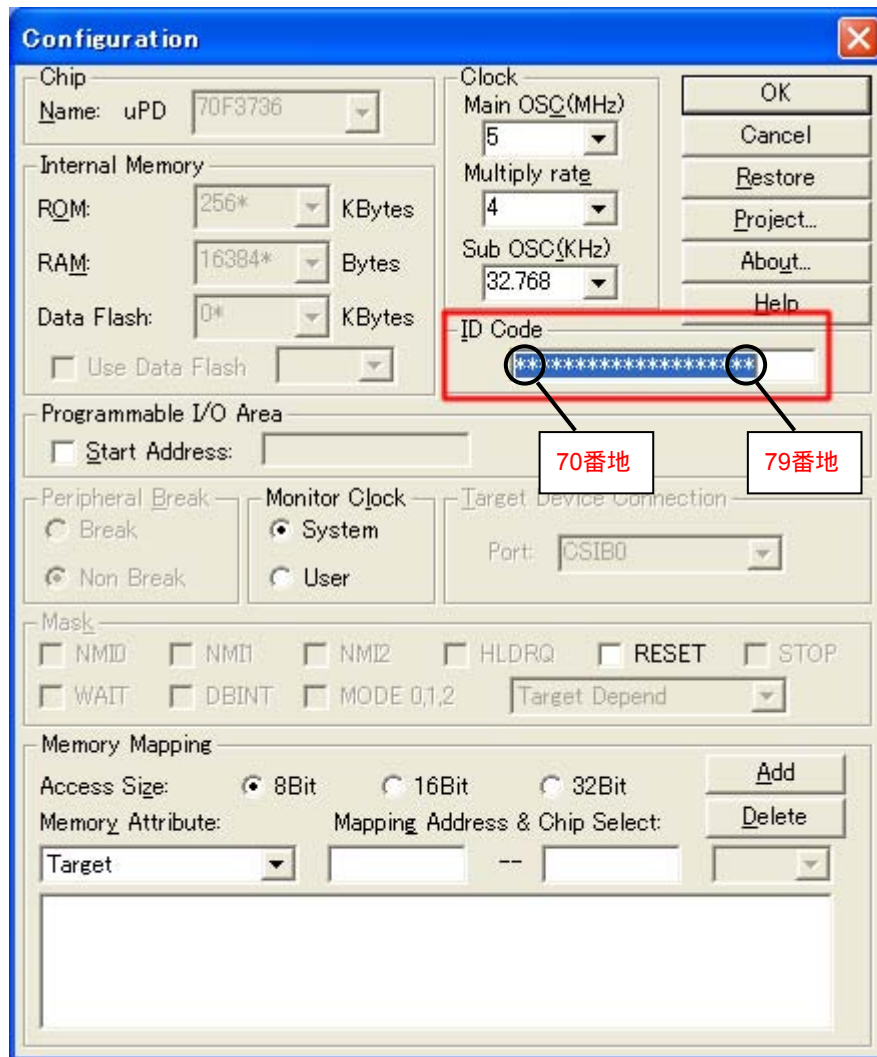 Configuration
Chip
Name: uPD 70F3736
Internal Memory
ROM: 256* KBytes
RAM: 16384* Bytes
Data Flash: 0* KBytes
Use Data Flash
Clock
Main OSC(MHz)
5
Multiply rate
4
Sub OSC(KHz)
32.768
OK
Cancel
Restore
Project...
About...
Help
ID Code
********************
70番地
79番地
Programmable I/O Area
Start Address:
Peripheral Break
Break
Non Break
Monitor Clock
System
User
Target Device Connection
Port: CSIB0
Mask
NMI0 NMI1 NMI2 HLDRQ RESET STOP
WAIT DBINT MODE 0,1,2 Target Depend
Memory Mapping
Access Size: 8Bit 16Bit 32Bit
Add
Memory Attribute: Mapping Address & Chip Select:
Delete
Target --